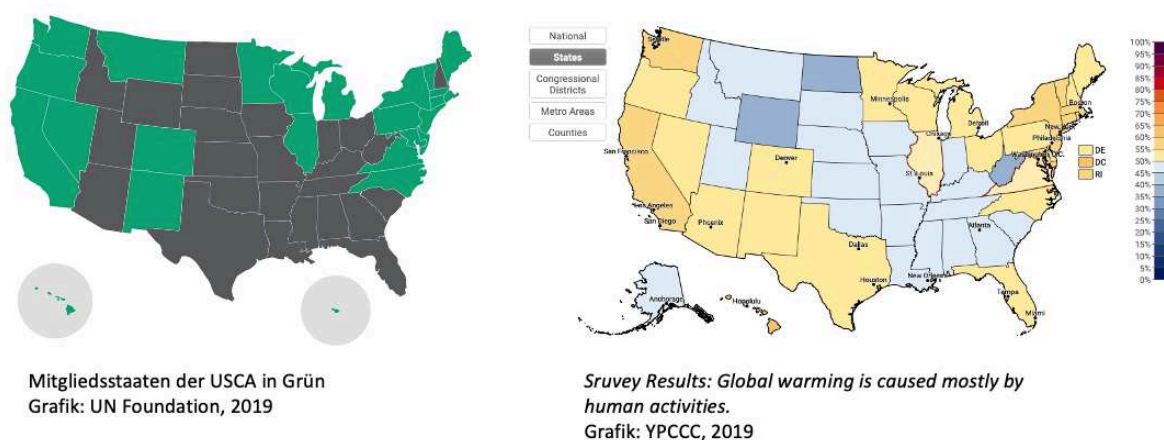 National
States
Congressional
Districts
Metro Areas
Counties
Seattle
Minneapolis
Boston
Detroit
New York
Chicago
Philadelphia
Washington, D.C.
San Francisco
Denver
St. Louis
Los Angeles
San Diego
Phoenix
Atlanta
Dallas
Houston
New Orleans
Tampa
Miami
Anchorage
Honolulu
DE
DC
RI
100%
95%
90%
85%
80%
75%
70%
65%
60%
55%
50%
45%
40%
35%
30%
25%
20%
15%
10%
5%
0%
Mitgliedsstaaten der USCA in Grün
Grafik: UN Foundation, 2019
Sruvey Results: Global warming is caused mostly by
human activities.
Grafik: YPCCC, 2019